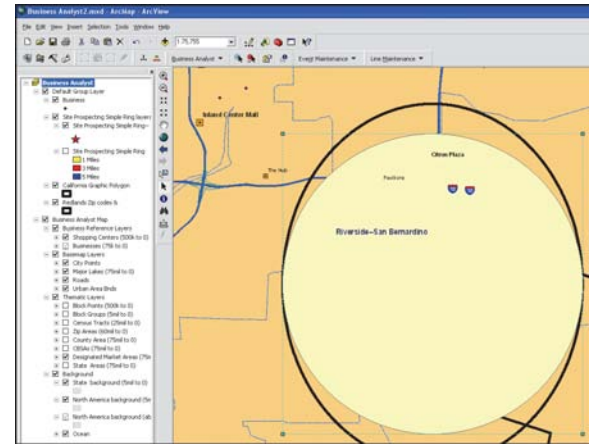 Business Analyst2.mxd - ArcMap - ArcView
File Edit View Insert Selection Tools Window Help
1:75,755
Business Analyst Event Maintenance Line Maintenance
Business Analyst
Default Group Layer
Business
Site Prospecting Simple Ring layers
Site Prospecting Simple Ring--
Site Prospecting Simple Ring
1 Miles
3 Miles
5 Miles
California Graphic Polygon
Redlands Zip codes &
Business Analyst Map
Business Reference Layers
Shopping Centers (500k to 0)
Businesses (75k to 0)
Basemap Layers
City Points
Major Lakes (75mil to 0)
Roads
Urban Area Bnds
Thematic Layers
Block Points (500k to 0)
Block Groups (5mil to 0)
Census Tracts (25mil to 0)
Zip Areas (60mil to 0)
County Area (75mil to 0)
CBSAs (75mil to 0)
Designated Market Areas (75m
State Areas (75mil to 0)
Background
State background (5mil to 0)
North America background (5m
North America background (ab
Ocean
Inland Center Mall
The Hub
Citrus Plaza
Redlands
Riverside-San Bernardino